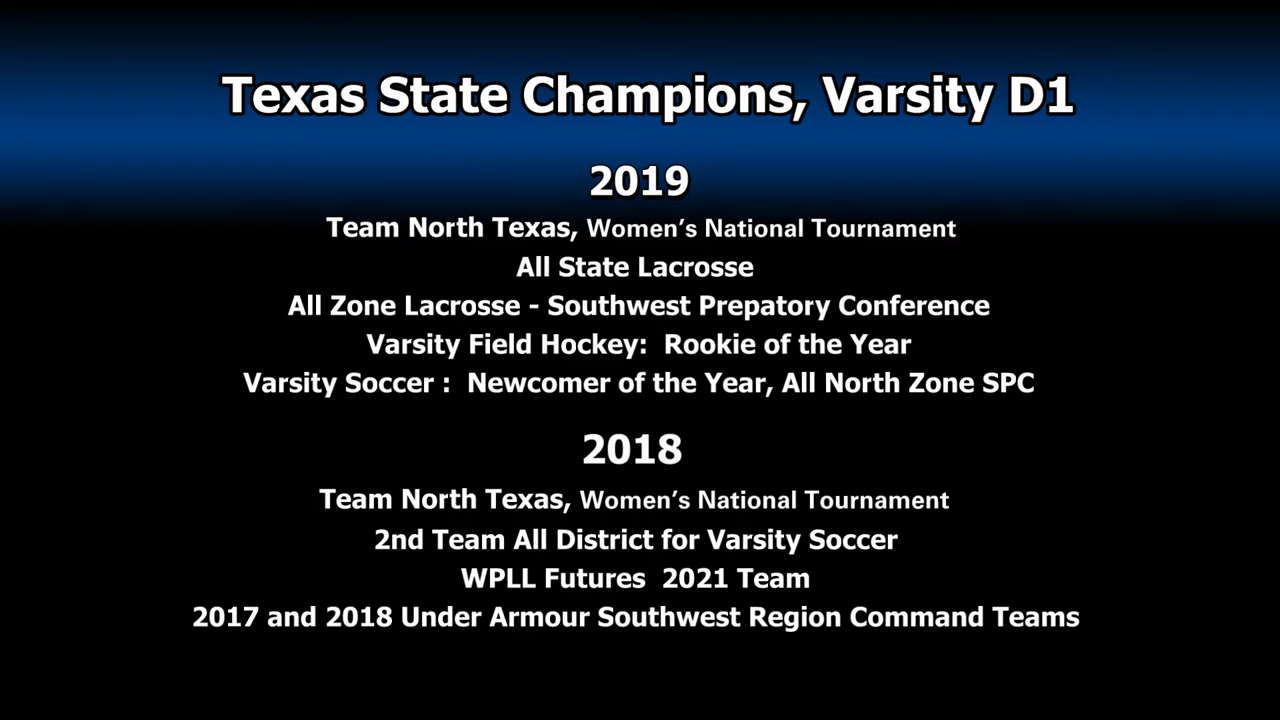 Texas State Champions, Varsity D1
2019
Team North Texas, Women’s National Tournament
All State Lacrosse
All Zone Lacrosse - Southwest Prepatory Conference
Varsity Field Hockey:  Rookie of the Year
Varsity Soccer :  Newcomer of the Year, All North Zone SPC
2018
Team North Texas, Women’s National Tournament
2nd Team All District for Varsity Soccer
WPLL Futures  2021 Team
2017 and 2018 Under Armour Southwest Region Command Teams